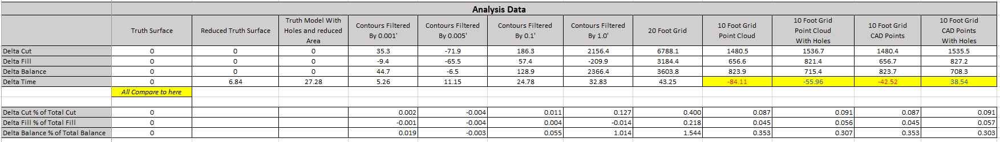 Analysis Data
Truth Surface Reduced Truth Surface Truth Model With Holes and reduced Area Contours Filtered By 0.001' Contours Filtered By 0.005' Contours Filtered By 0.1' Contours Filtered By 1.0' 20 Foot Grid 10 Foot Grid Point Cloud 10 Foot Grid Point Cloud With Holes 10 Foot Grid CAD Points 10 Foot Grid CAD Points With Holes
Delta Cut 0 0 0 35.3 -71.9 186.3 2156.4 6788.1 1480.5 1536.7 1480.4 1535.5
Delta Fill 0 0 0 -9.4 -65.5 57.4 -209.9 3184.4 656.6 821.4 656.7 827.2
Delta Balance 0 0 0 44.7 -6.5 128.9 2366.4 3603.8 823.9 715.4 823.7 708.3
Delta Time 0 6.84 27.28 5.26 11.15 24.78 32.83 43.25 -84.11 -55.96 -42.52 38.54
All Compare to here
Delta Cut % of Total Cut 0 0.002 -0.004 0.011 0.127 0.400 0.087 0.091 0.087 0.091
Delta Fill % of Total Fill 0 -0.001 -0.004 0.004 -0.014 0.218 0.045 0.056 0.045 0.057
Delta Balance % of Total Balance 0 0.019 -0.003 0.055 1.014 1.544 0.353 0.307 0.353 0.303